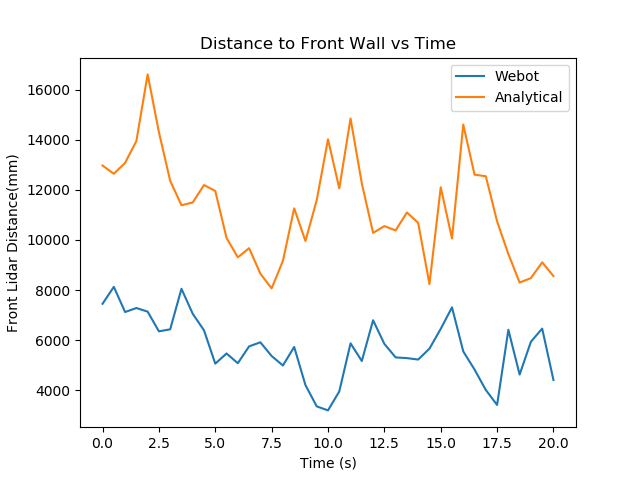 Distance to Front Wall vs Time
Webot
Analytical
Front Lidar Distance(mm)
16000
14000
12000
10000
8000
6000
4000
0.0 2.5 5.0 7.5 10.0 12.5 15.0 17.5 20.0
Time (s)